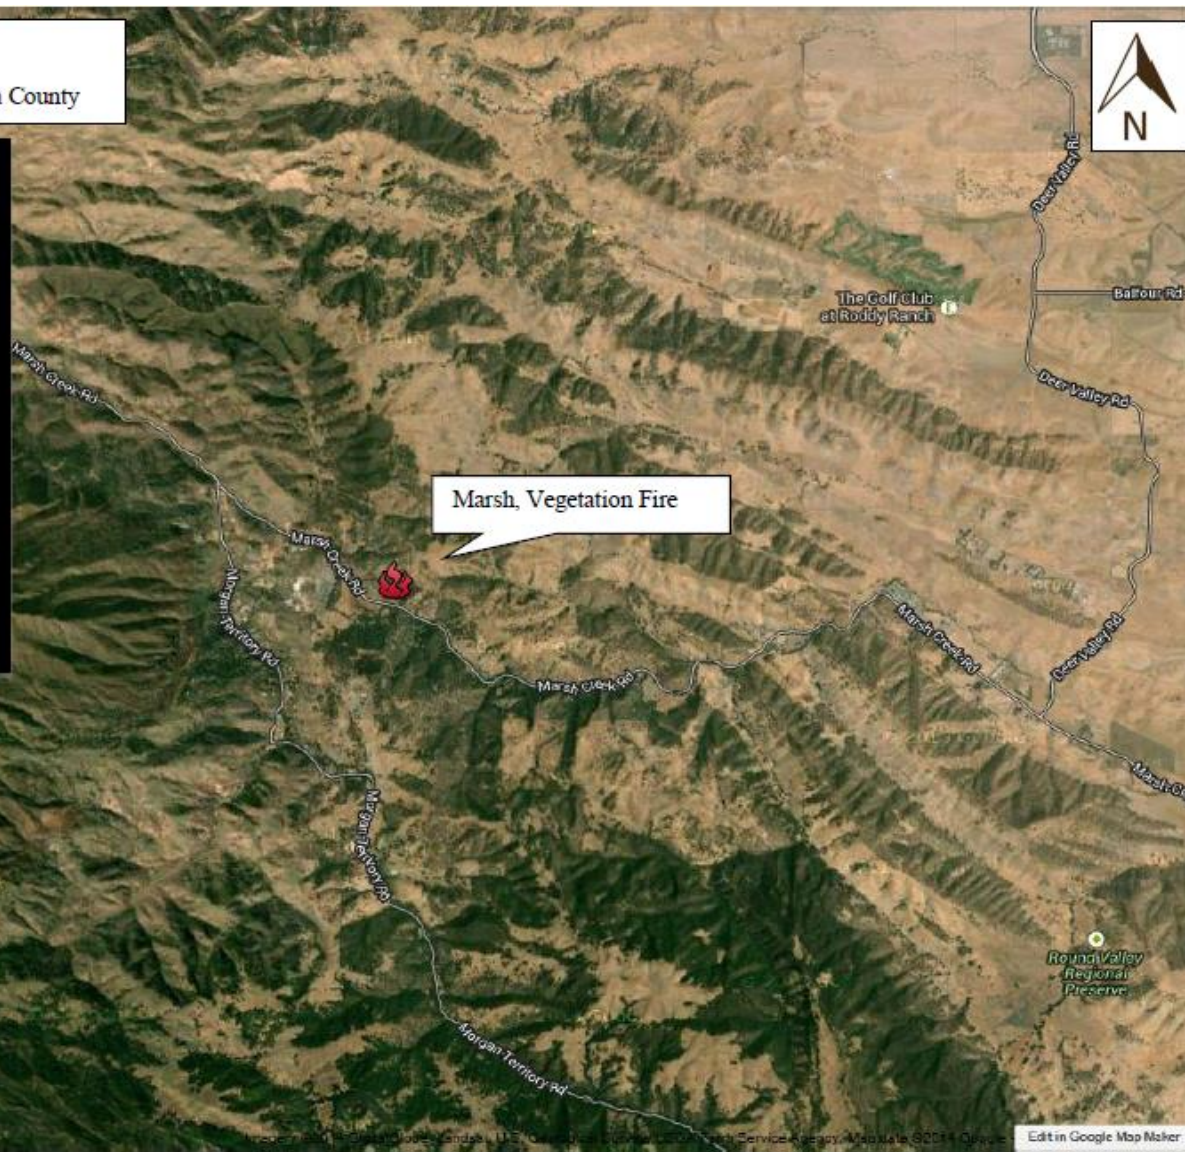 County
N
Deer Valley Rd
The Golf Club
at Roddy Ranch
Balfour Rd
Marsh Creek Rd
Deer Valley Rd
Marsh, Vegetation Fire
Marsh Creek Rd
Morgan Territory Rd
Marsh Creek Rd
Deer Valley Rd
Marsh Creek Rd
Marsh
Morgan Territory Rd
Round Valley
Regional
Preserve
Morgan Territory Rd
Edit in Google Map Maker